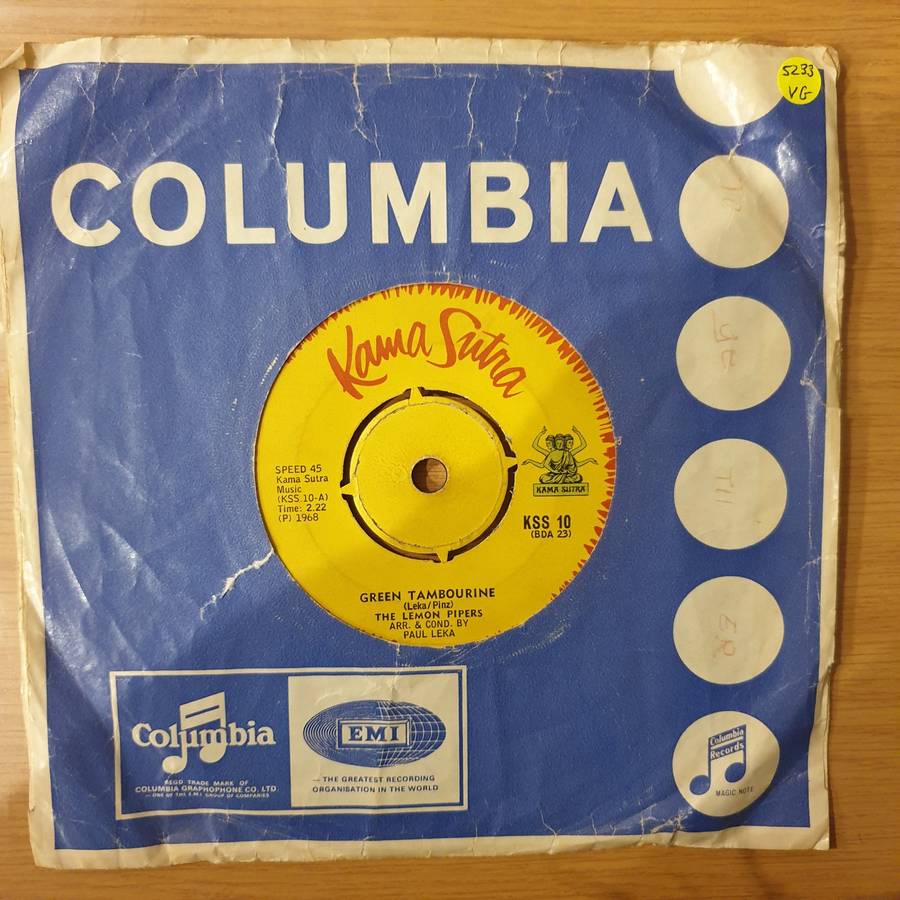 5233
VG
COLUMBIA
Kama Sutra
SPEED 45
Kama Sutra
Music
(KSS.10-A)
Time: 2.22
(P) 1968
KAMA SUTRA
KSS 10
(BDA 23)
GREEN TAMBOURINE
(Leka/Pinz)
THE LEMON PIPERS
ARR. & COND. BY
PAUL LEKA
Columbia
REGD TRADE MARK OF
COLUMBIA GRAPHOPHONE CO. LTD.
— ONE OF THE E.M.I. GROUP OF COMPANIES
EMI
— THE GREATEST RECORDING
ORGANISATION IN THE WORLD
Columbia
Records
MAGIC NOTE